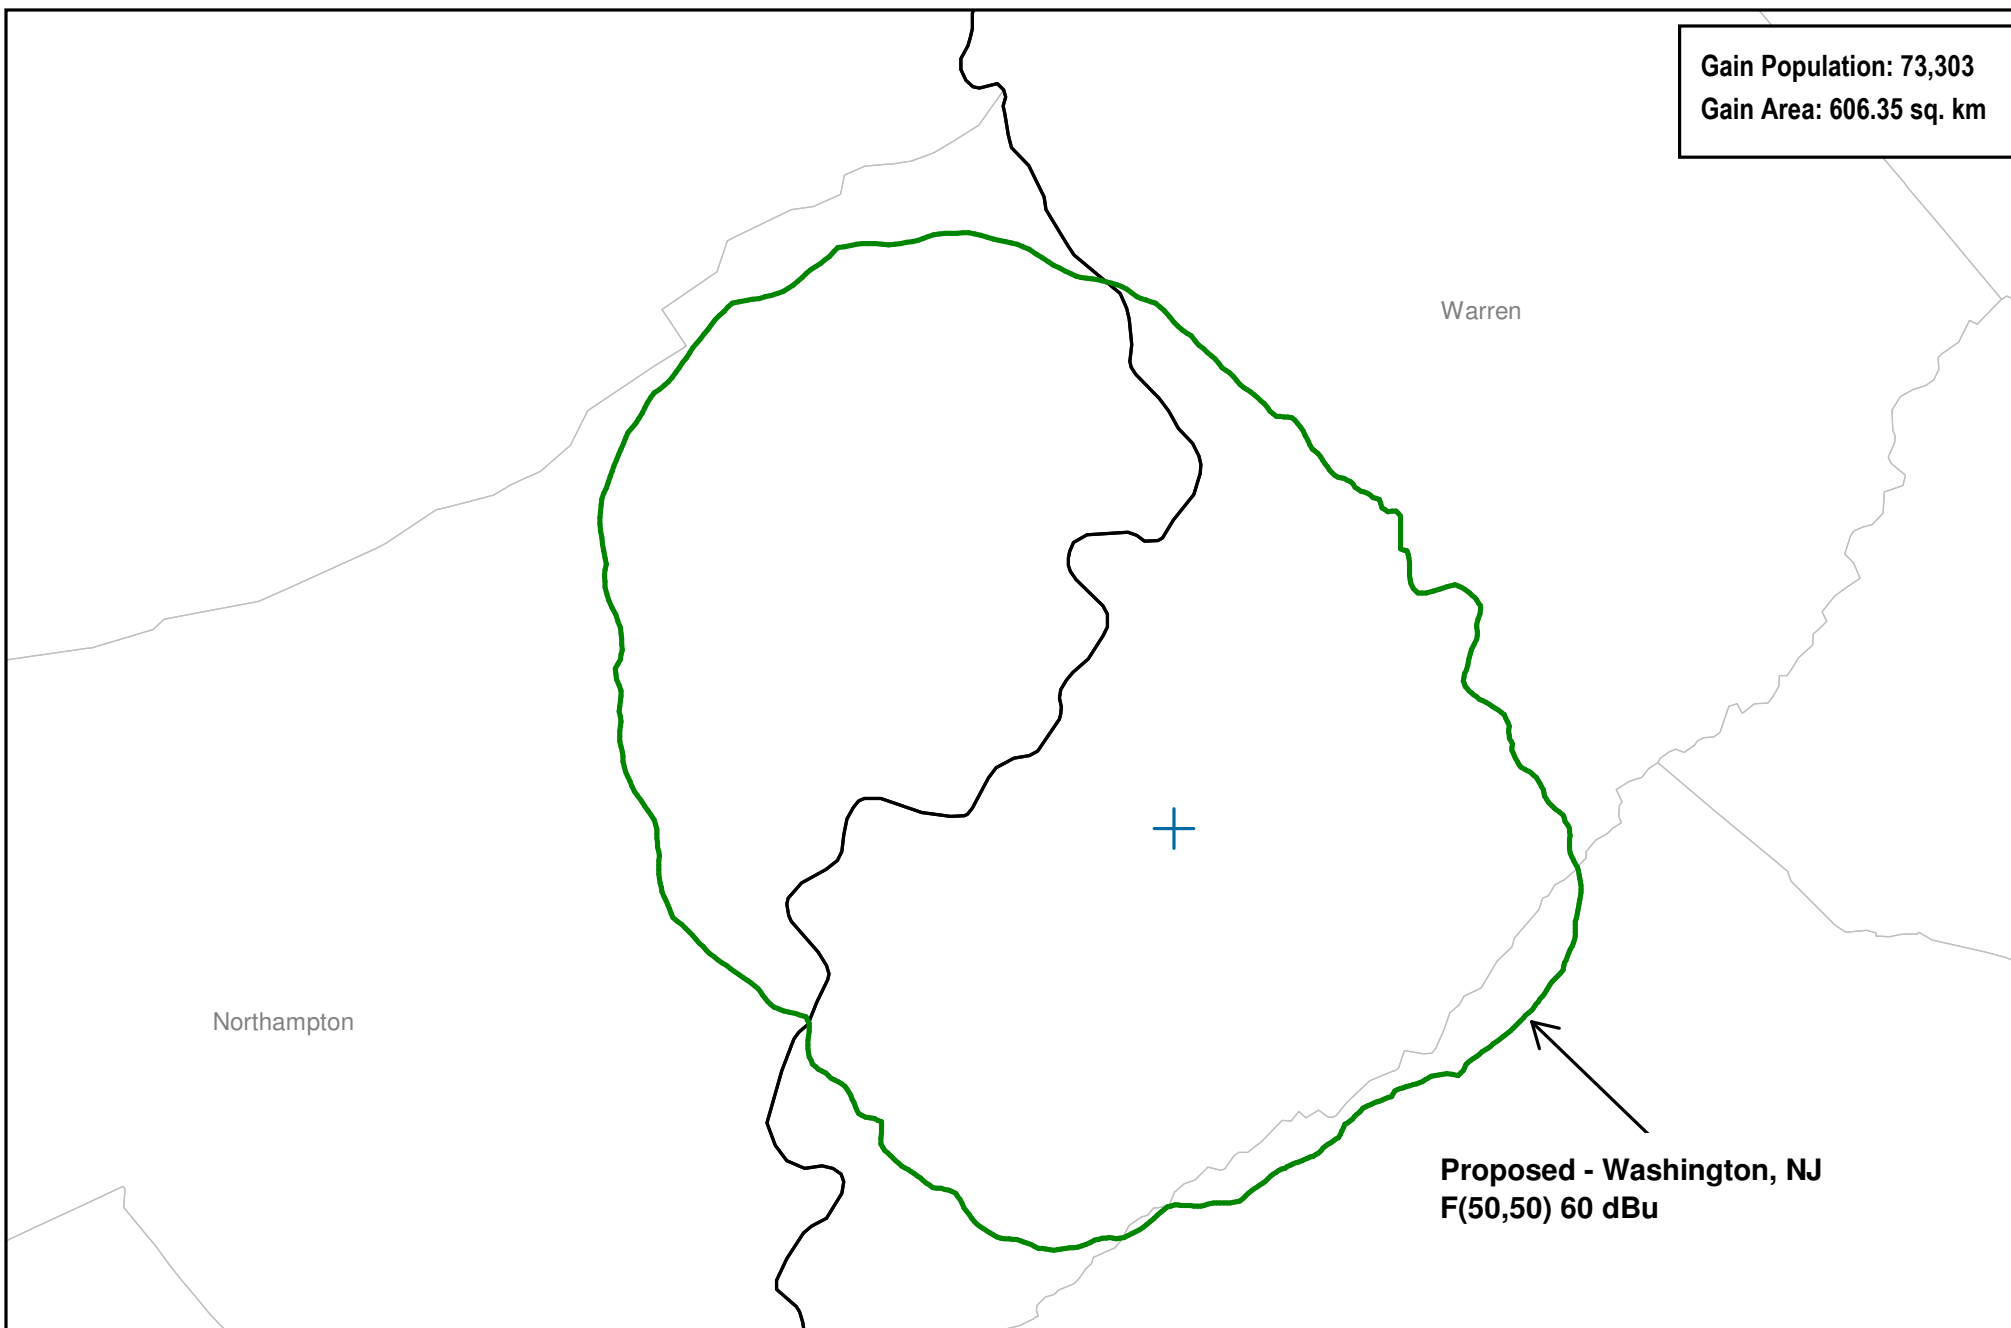 Gain Population: 73,303
Gain Area: 606.35 sq. km
Warren
Northampton
Proposed - Washington, NJ
F(50,50) 60 dBu